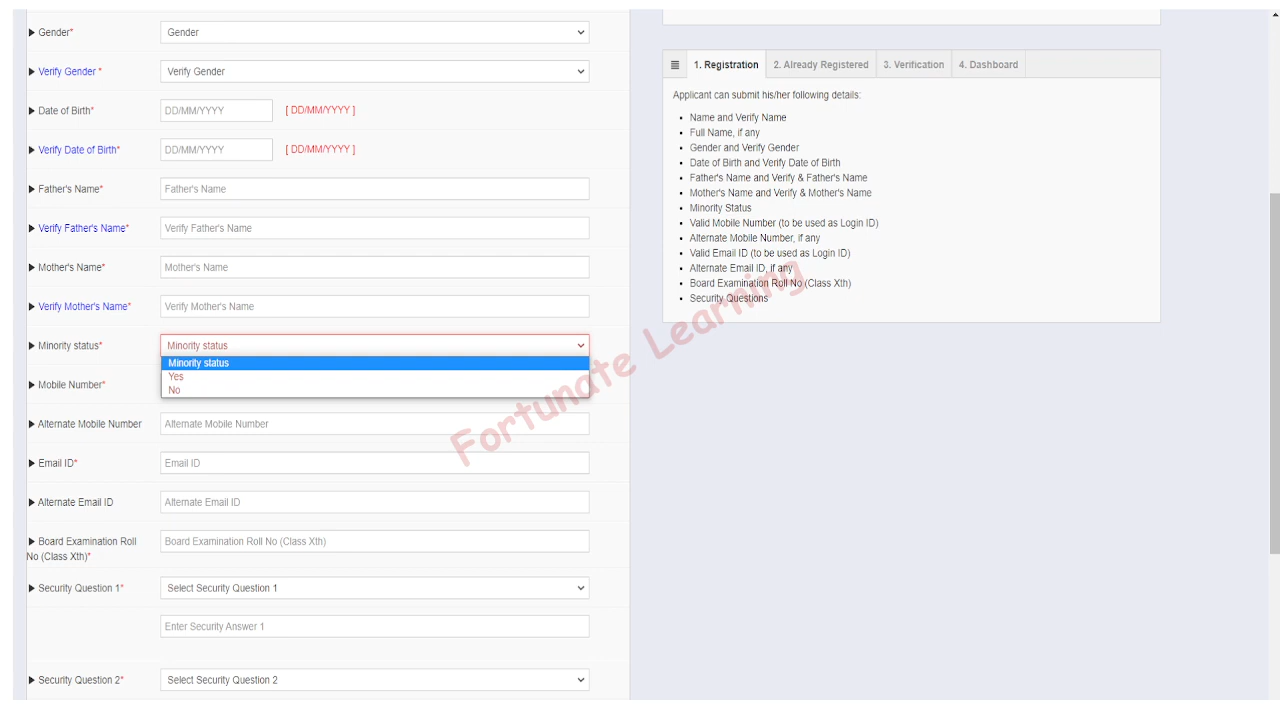 Gender*
Gender
Verify Gender *
Verify Gender
Date of Birth*
DD/MM/YYYY
[ DD/MM/YYYY ]
Verify Date of Birth*
DD/MM/YYYY
[ DD/MM/YYYY ]
Father's Name*
Father's Name
Verify Father's Name*
Verify Father's Name
Mother's Name*
Mother's Name
Verify Mother's Name*
Verify Mother's Name
Minority status*
Minority status
Minority status
Yes
No
Mobile Number*
Alternate Mobile Number
Alternate Mobile Number
Email ID*
Email ID
Alternate Email ID
Alternate Email ID
Board Examination Roll
No (Class Xth)*
Board Examination Roll No (Class Xth)
Security Question 1*
Select Security Question 1
Enter Security Answer 1
Security Question 2*
Select Security Question 2
1. Registration
2. Already Registered
3. Verification
4. Dashboard
Applicant can submit his/her following details:
• Name and Verify Name
• Full Name, if any
• Gender and Verify Gender
• Date of Birth and Verify Date of Birth
• Father's Name and Verify & Father's Name
• Mother's Name and Verify & Mother's Name
• Minority Status
• Valid Mobile Number (to be used as Login ID)
• Alternate Mobile Number, if any
• Valid Email ID (to be used as Login ID)
• Alternate Email ID, if any
• Board Examination Roll No (Class Xth)
• Security Questions
Fortunate Learning